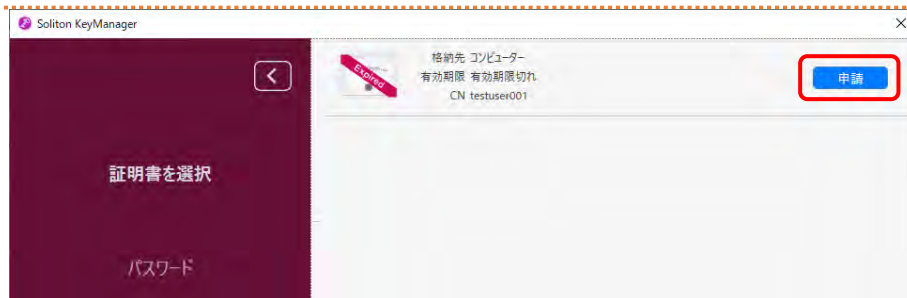 Soliton KeyManager
格納先 コンピューター
Expired
有効期限 有効期限切れ
申請
CN testuser001
証明書を選択
パスワード